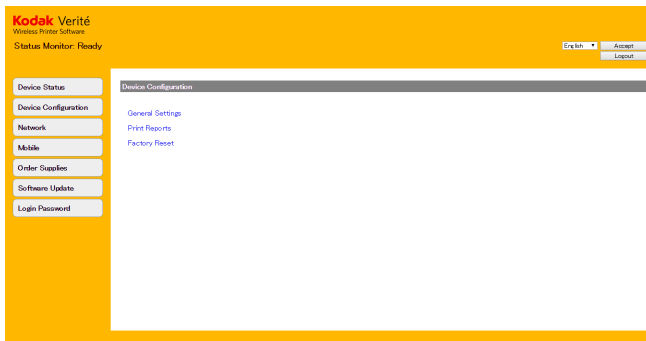 Kodak Verité
Wireless Printer Software
Status Monitor: Ready
English
Accept
Logout
Device Status
Device Configuration
Network
Mobile
Order Supplies
Software Update
Login Password
Device Configuration
General Settings
Print Reports
Factory Reset